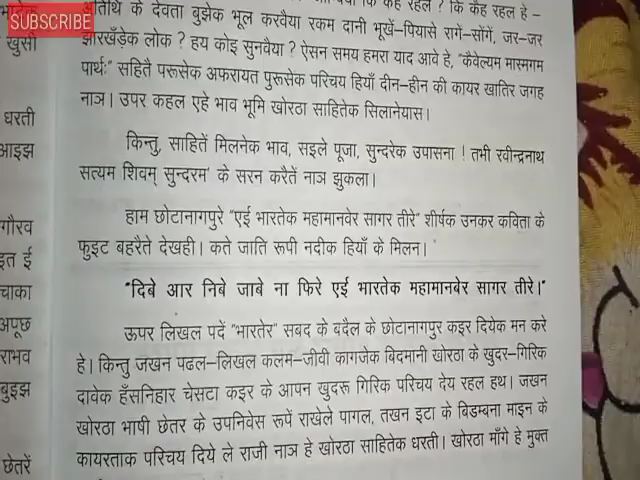 SUBSCRIBE
अतिथि के देवता बुझेक भूल करवैया रकम दानी भूखें–पियासे रागे–सोंगें, जर–जर
झारखँड़ेक लोक ? हय कोइ सुनवैया ? ऐसन समय हमरा याद आवे हे, "कैवेल्यम मास्मगम
पार्थः" सहितै परूसेक अफरायत पुरूसेक परिचय हियाँ दीन–हीन की कायर खातिर जगह
नाञ। उपर कहल एहे भाव भूमि खोरठा साहितेक सिलानेयास।
किन्तु, साहितें मिलनेक भाव, सइले पूजा, सुन्दरेक उपासना ! तभी रवीन्द्रनाथ
सत्यम शिवम् सुन्दरम' के सरन करैतें नाञ झुकला।
हाम छोटानागपुरे "एई भारतेक महामानवेर सागर तीरे" शीर्षक उनकर कविता के
फुइट बहरैते देखही। कते जाति रूपी नदीक हियाँ के मिलन।
"दिबे आर निबे जाबे ना फिरे एई भारतेक महामानबेर सागर तीरे।"
ऊपर लिखल पदें "भारतेर" सबद के बदैल के छोटानागपुर कइर दियेक मन करे
हे। किन्तु जखन पढल–लिखल कलम–जीवी कागजेक बिदमानी खोरठा के खुदर–गिरिक
दावेक हँसनिहार चेसटा कइर के आपन खुदरू गिरिक परिचय देय रहल हथ। जखन
खोरठा भाषी छेतर के उपनिवेस रूपें राखेले पागल, तखन इटा के बिडम्बना माइन के
कायरताक परिचय दिये ले राजी नाञ हे खोरठा साहितेक धरती। खोरठा माँगे हे मुक्त
खुसी
धरती
आइझ
गौरव
इत ई
चाका
अपूछ
राभव
बुइझ
छेतरें